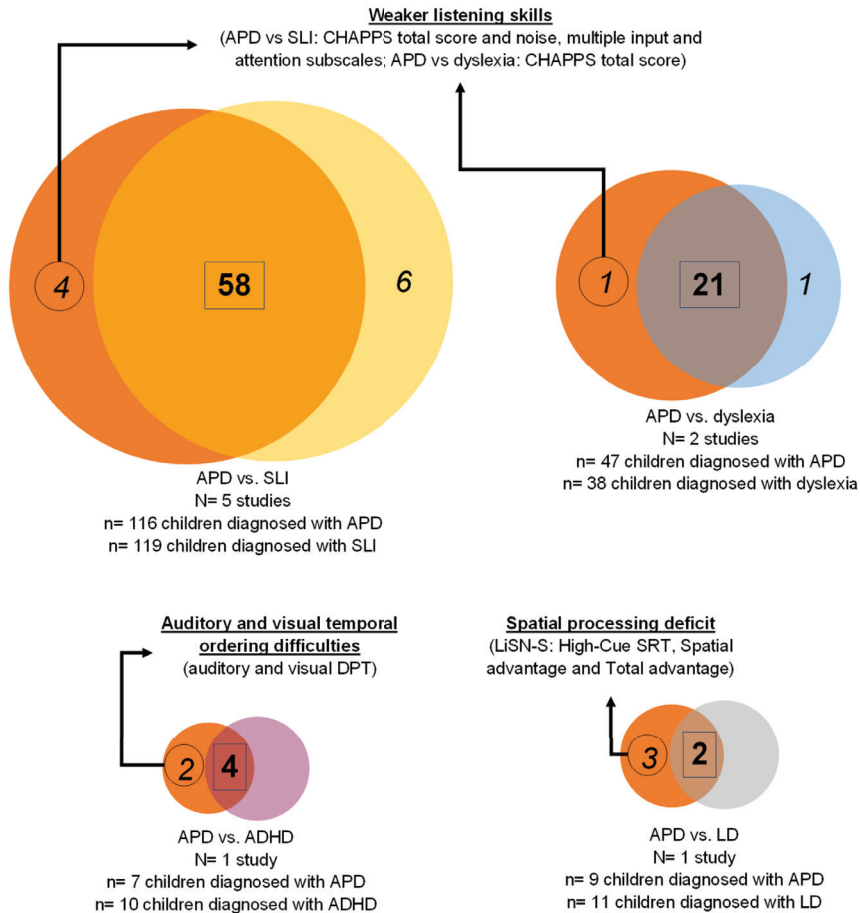 Weaker listening skills
(APD vs SLI: CHAPPS total score and noise, multiple input and
attention subscales; APD vs dyslexia: CHAPPS total score)
4
58
6
1
21
1
APD vs. SLI
N= 5 studies
n= 116 children diagnosed with APD
n= 119 children diagnosed with SLI
APD vs. dyslexia
N= 2 studies
n= 47 children diagnosed with APD
n= 38 children diagnosed with dyslexia
Auditory and visual temporal
ordering difficulties
(auditory and visual DPT)
2
4
APD vs. ADHD
N= 1 study
n= 7 children diagnosed with APD
n= 10 children diagnosed with ADHD
Spatial processing deficit
(LiSN-S: High-Cue SRT, Spatial
advantage and Total advantage)
3
2
APD vs. LD
N= 1 study
n= 9 children diagnosed with APD
n= 11 children diagnosed with LD